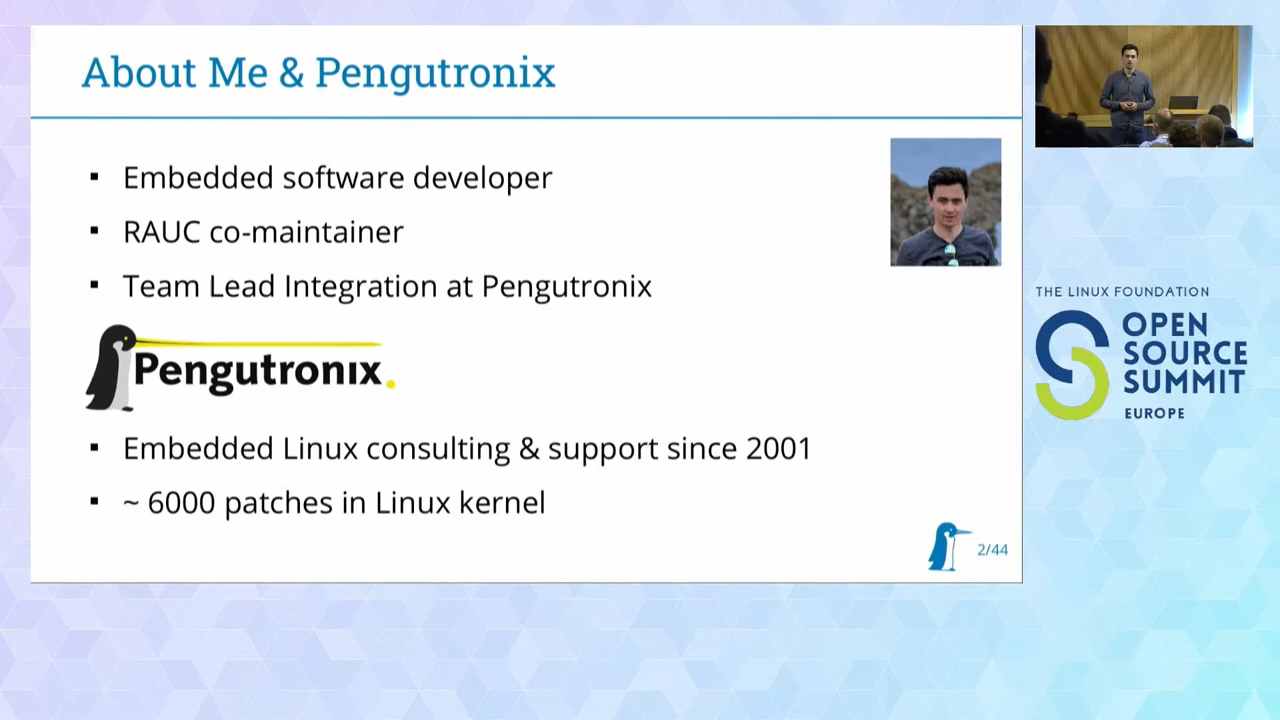 About Me & Pengutronix
▪ Embedded software developer
▪ RAUC co-maintainer
▪ Team Lead Integration at Pengutronix
Pengutronix.
▪ Embedded Linux consulting & support since 2001
▪ ~ 6000 patches in Linux kernel
2/44
THE LINUX FOUNDATION
OPEN
SOURCE
SUMMIT
EUROPE